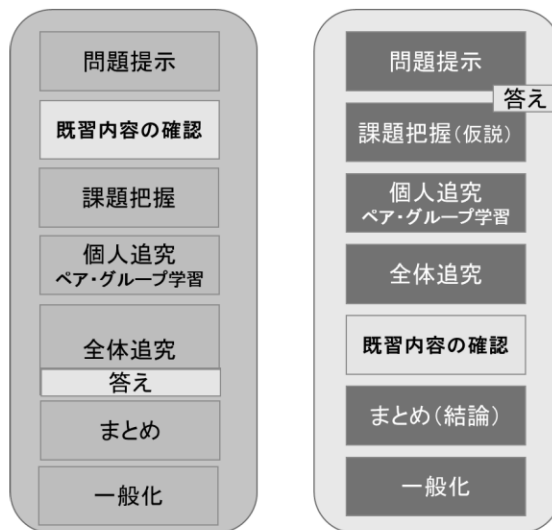 問題提示
既習内容の確認
課題把握
個人追究
ペア・グループ学習
全体追究
答え
まとめ
一般化
問題提示
答え
課題把握(仮説)
個人追究
ペア・グループ学習
全体追究
既習内容の確認
まとめ(結論)
一般化